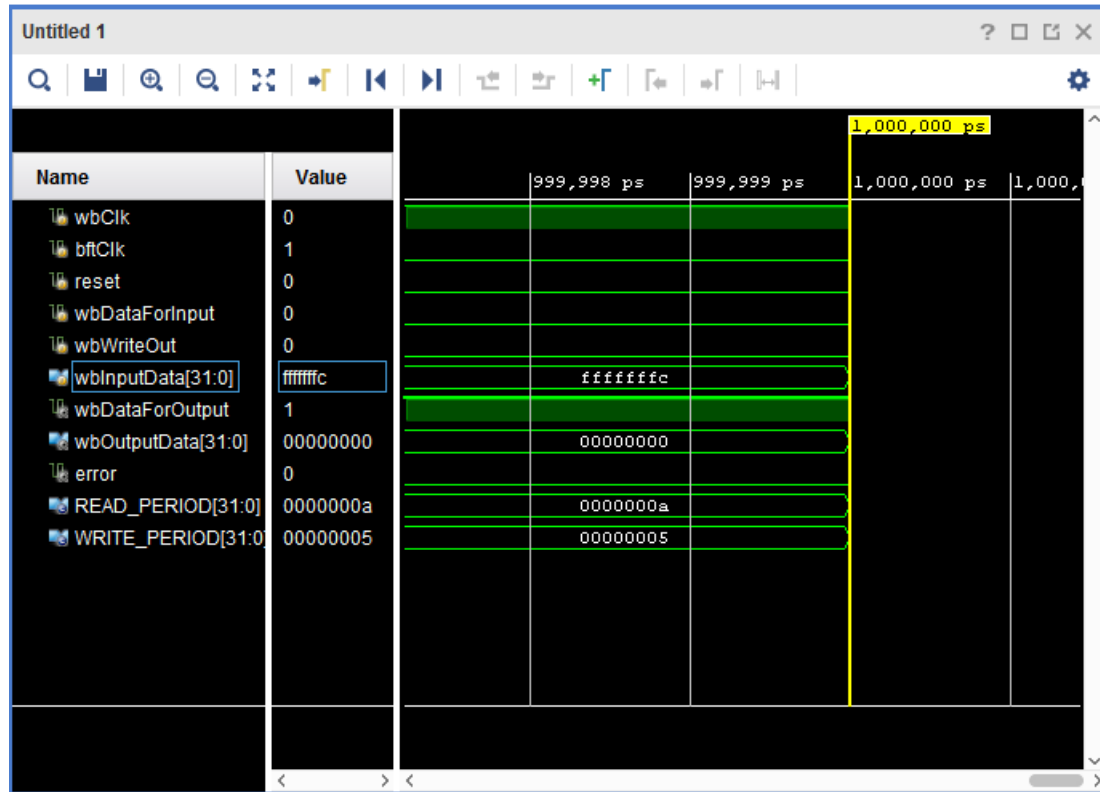 Untitled 1
?
1,000,000 ps
Name Value
999,998 ps 999,999 ps 1,000,000 ps 1,000,
wbClk 0
bftClk 1
reset 0
wbDataForInput 0
wbWriteOut 0
wbInputData[31:0] fffffffc fffffffc
wbDataForOutput 1
wbOutputData[31:0] 00000000 00000000
error 0
READ_PERIOD[31:0] 0000000a 0000000a
WRITE_PERIOD[31:0] 00000005 00000005